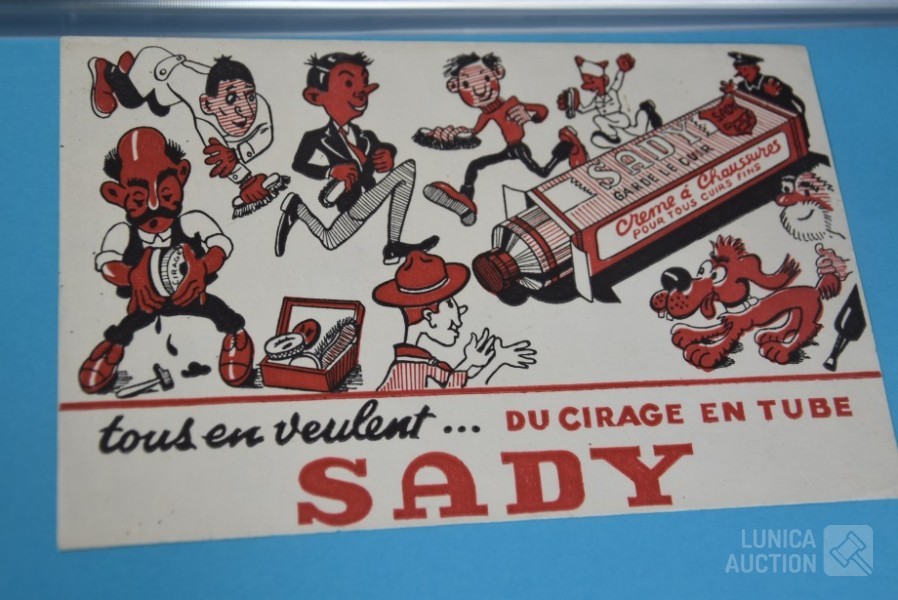 SADY
GARDE LE CUIR
Creme à Chaussures
POUR TOUS CUIRS FINS
CIRAGE
tous en veulent ... DU CIRAGE EN TUBE
SADY
LUNICA
AUCTION